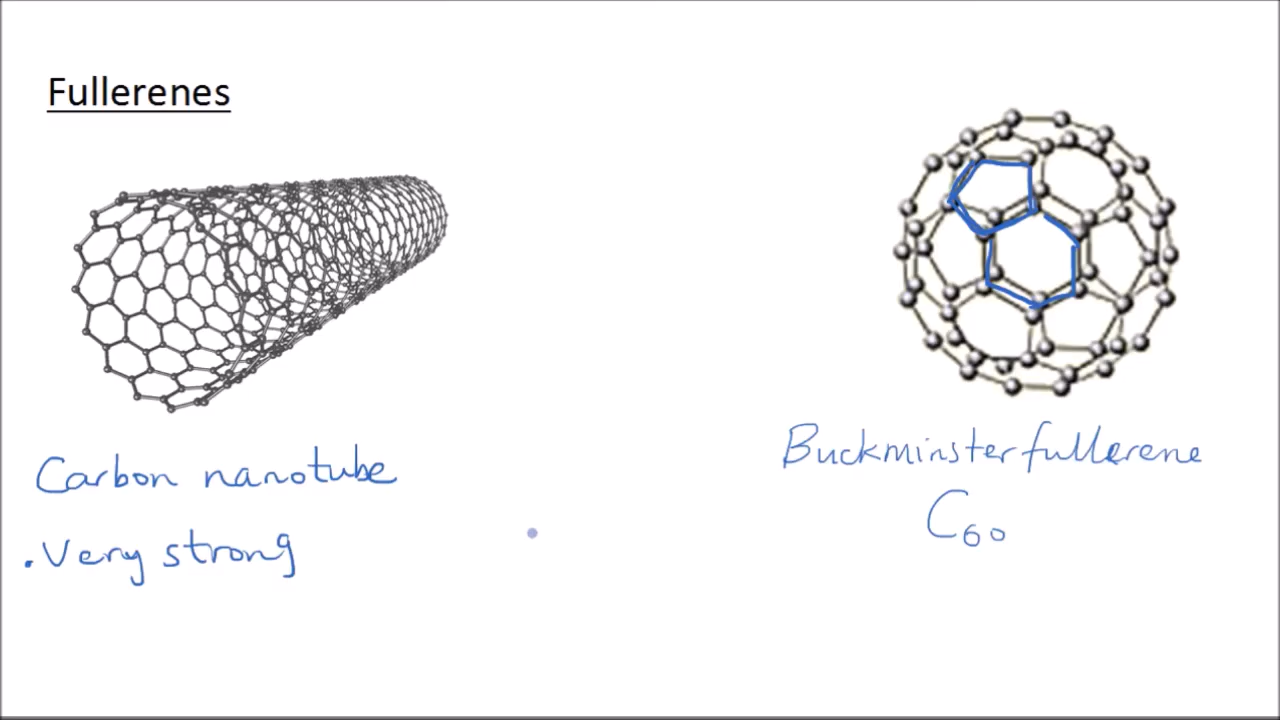 Fullerenes
Carbon nanotube
. Very strong
Buckminsterfullerene
C₆₀